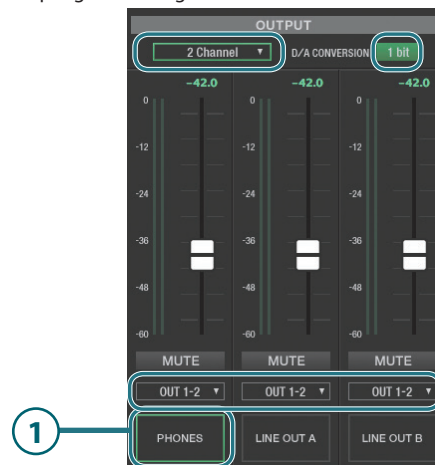 OUTPUT
2 Channel ▼ D/A CONVERSION 1 bit
-42.0 -42.0 -42.0
0 0 0
-12 -12 -12
-24 -24 -24
-36 -36 -36
-48 -48 -48
-60 -60 -60
MUTE MUTE MUTE
OUT 1-2 ▼ OUT 1-2 ▼ OUT 1-2 ▼
1 PHONES LINE OUT A LINE OUT B